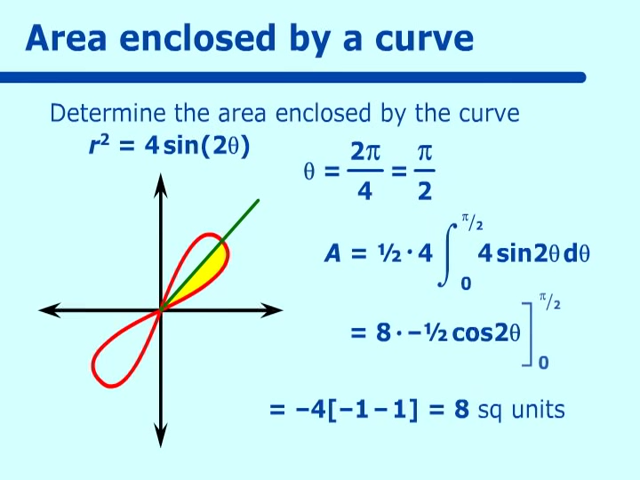 Area enclosed by a curve
Determine the area enclosed by the curve
r² = 4 sin(2θ)
θ = 2π/4 = π/2
A = ½ · 4 ∫₀^π/2 4 sin2θ dθ
= 8 · –½ cos2θ]₀^π/2
= –4[–1 – 1] = 8 sq units